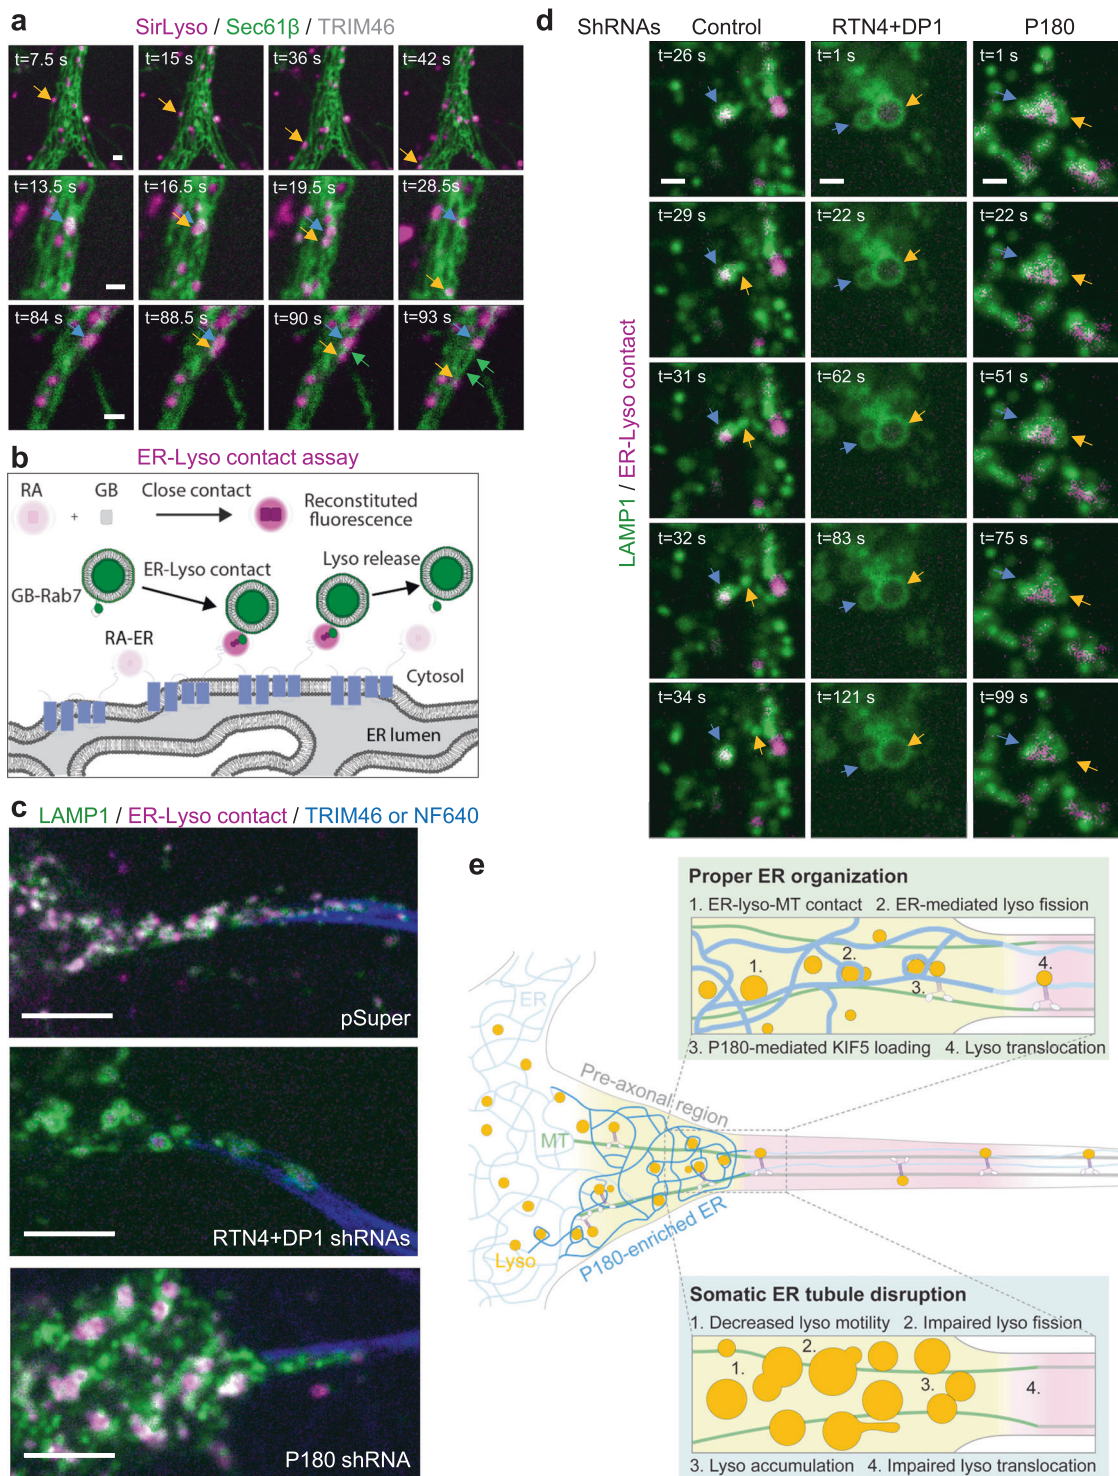 a
SirLyso / Sec61β / TRIM46
t=7.5 s
t=15 s
t=36 s
t=42 s
t=13.5 s
t=16.5 s
t=19.5 s
t=28.5s
t=84 s
t=88.5 s
t=90 s
t=93 s
b
ER-Lyso contact assay
RA
+
GB
Close contact
Reconstituted
fluorescence
GB-Rab7
ER-Lyso contact
Lyso release
RA-ER
Cytosol
ER lumen
c
LAMP1 / ER-Lyso contact / TRIM46 or NF640
pSuper
RTN4+DP1 shRNAs
P180 shRNA
d
ShRNAs
Control
RTN4+DP1
P180
LAMP1 / ER-Lyso contact
t=26 s
t=1 s
t=1 s
t=29 s
t=22 s
t=22 s
t=31 s
t=62 s
t=51 s
t=32 s
t=83 s
t=75 s
t=34 s
t=121 s
t=99 s
e
Proper ER organization
1. ER-lyso-MT contact 2. ER-mediated lyso fission
1.
2.
3.
4.
3. P180-mediated KIF5 loading 4. Lyso translocation
ER
Pre-axonal region
MT
Lyso
P180-enriched ER
Somatic ER tubule disruption
1. Decreased lyso motility 2. Impaired lyso fission
1.
2.
3.
4.
3. Lyso accumulation 4. Impaired lyso translocation